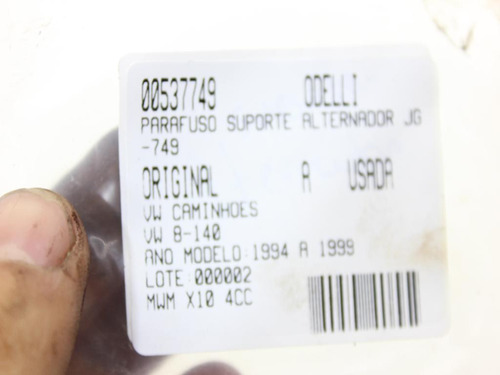 00537749 ODELLI
PARAFUSO SUPORTE ALTERNADOR JG
-749
ORIGINAL A USADA
VW CAMINHOES
VW 8-140
ANO MODELO:1994 A 1999
LOTE:000002
MWM X10 4CC